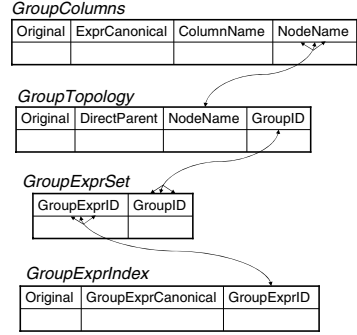 GroupColumns
Original ExprCanonical ColumnName NodeName
GroupTopology
Original DirectParent NodeName GroupID
GroupExprSet
GroupExprID GroupID
GroupExprIndex
Original GroupExprCanonical GroupExprID